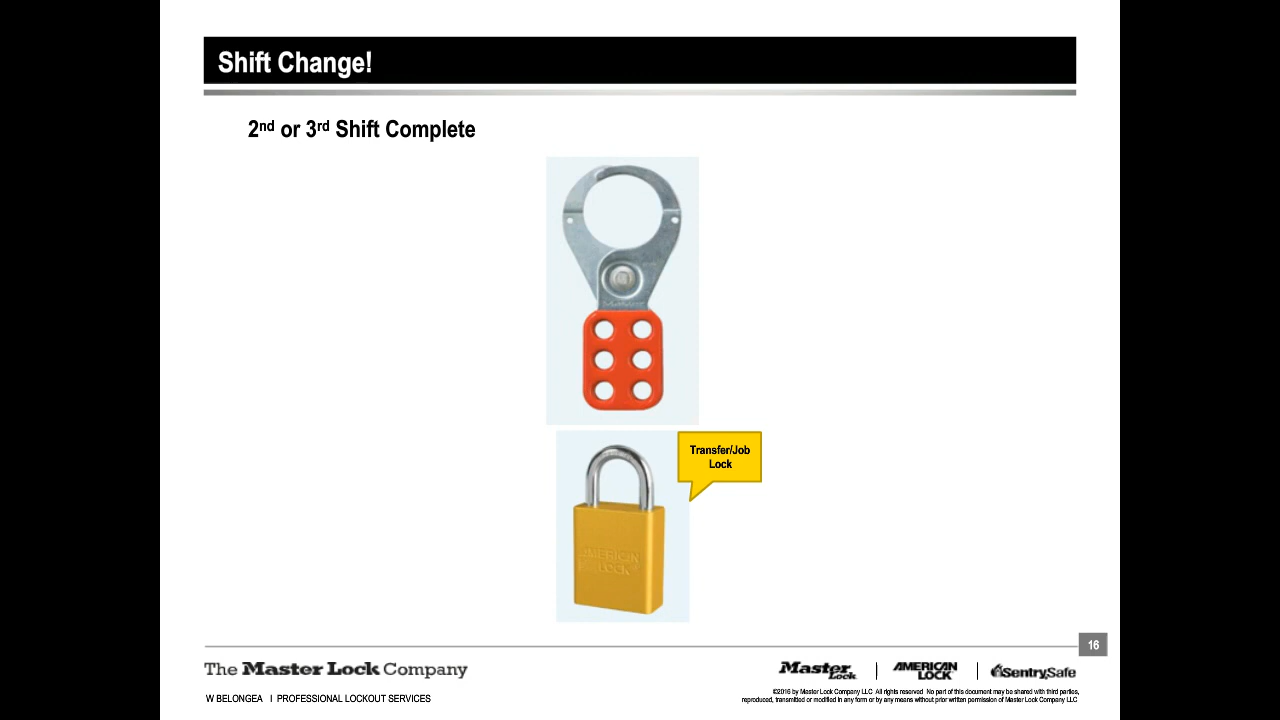 Shift Change!
2nd or 3rd Shift Complete
Transfer/Job
Lock
AMERICAN
LOCK
16
The Master Lock Company
Master Lock
AMERICAN LOCK
SentrySafe
W BELONGEA I PROFESSIONAL LOCKOUT SERVICES
©2016 by Master Lock Company LLC All rights reserved No part of this document may be shared with third parties,
reproduced, transmitted or modified in any form or by any means without prior written permission of Master Lock Company LLC